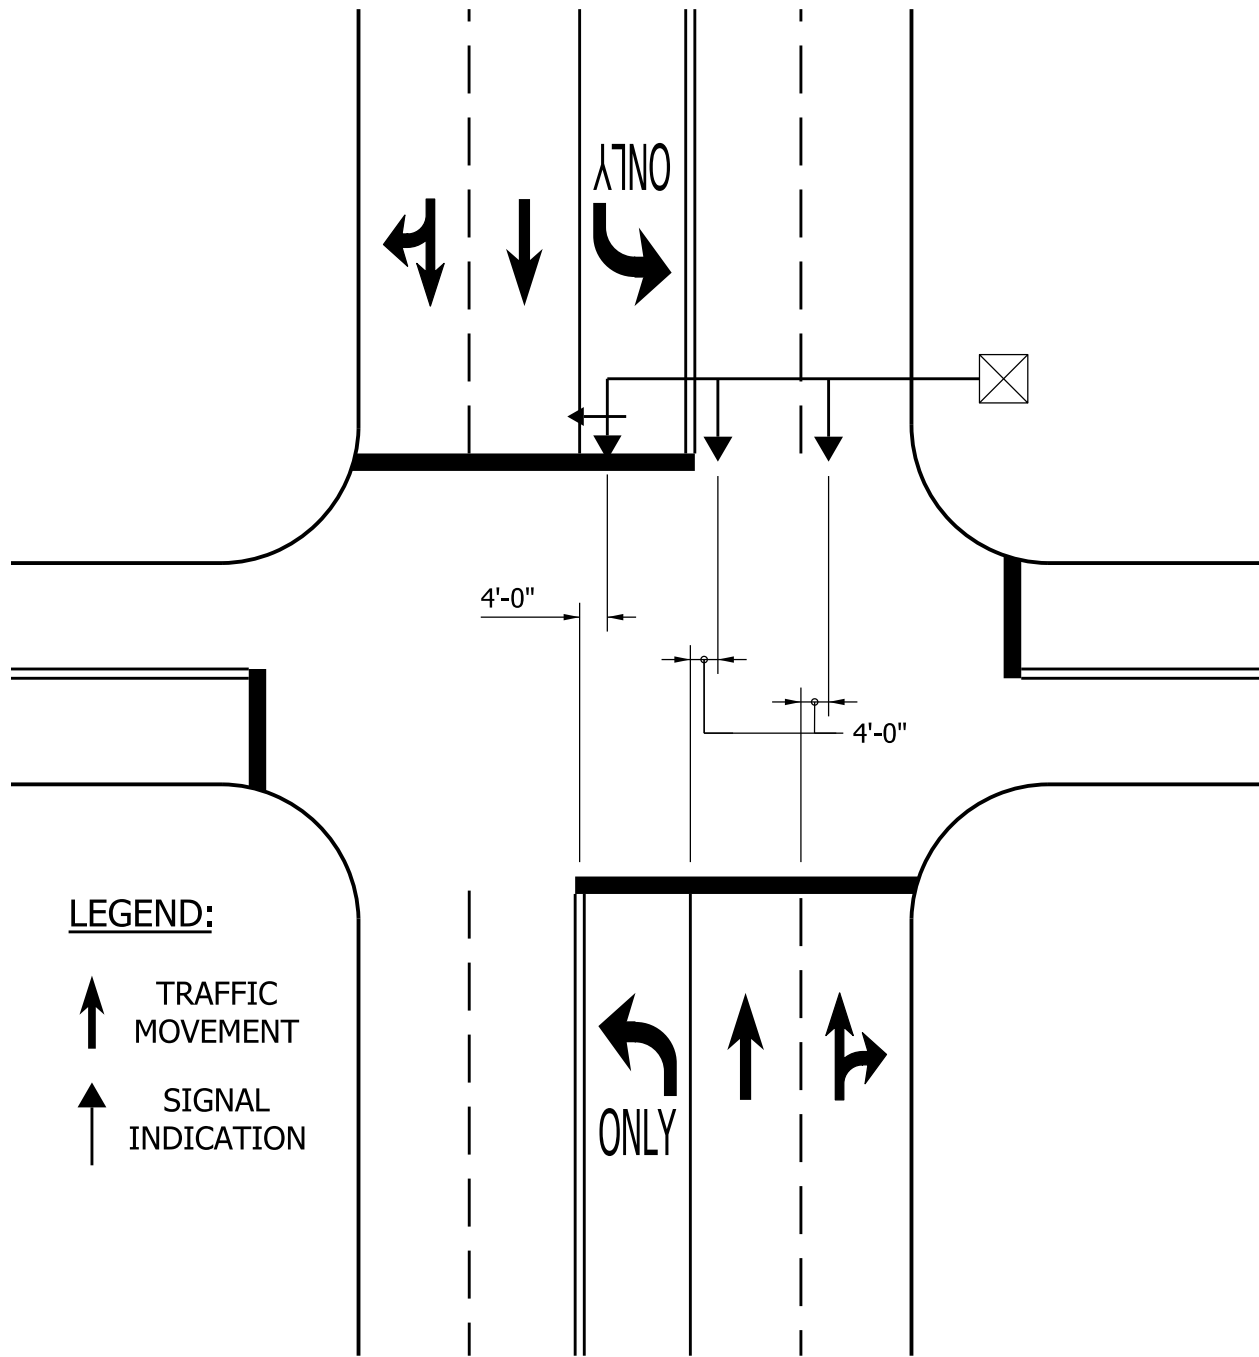 ONLY
4'-0"
4'-0"
LEGEND:
TRAFFIC
MOVEMENT
SIGNAL
INDICATION
ONLY